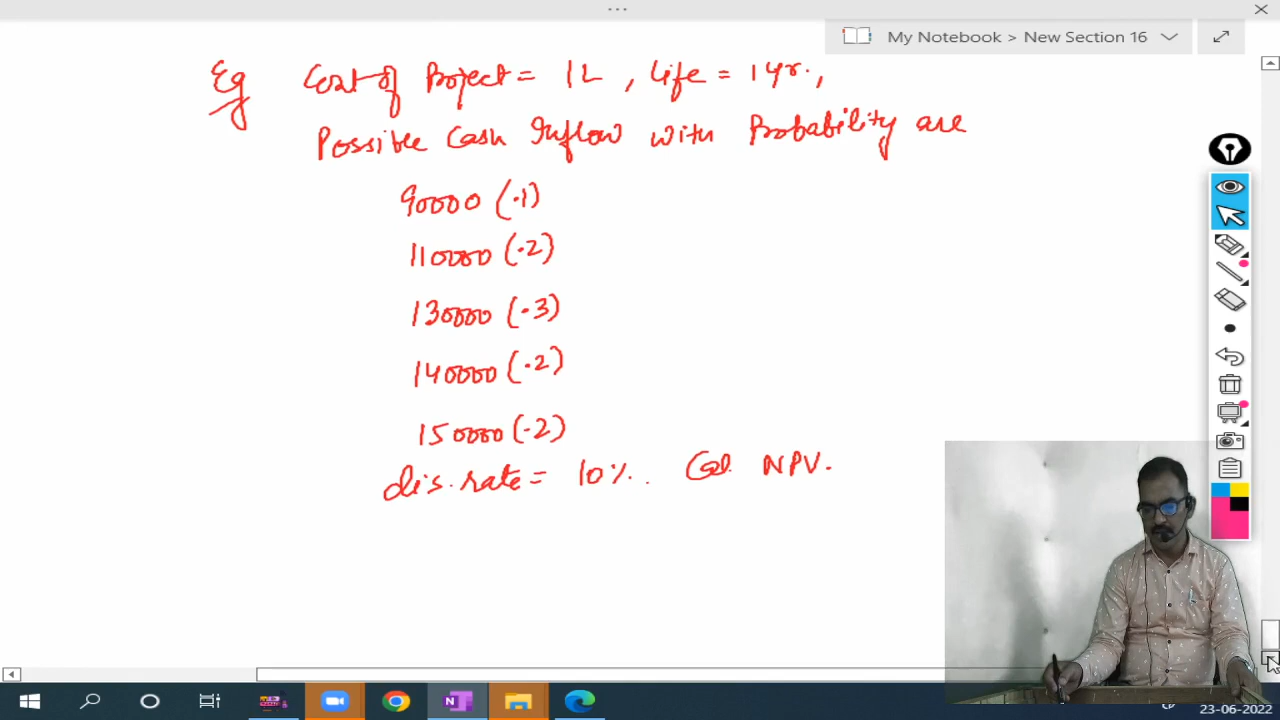 My Notebook > New Section 16
Eg Cost of Project = 1L , Life = 1 yr.,
Possible Cash Inflow with Probability are
90000 (.1)
110000 (.2)
130000 (.3)
140000 (.2)
150000 (.2)
dis. rate = 10%. Cal. NPV.
23-06-2022